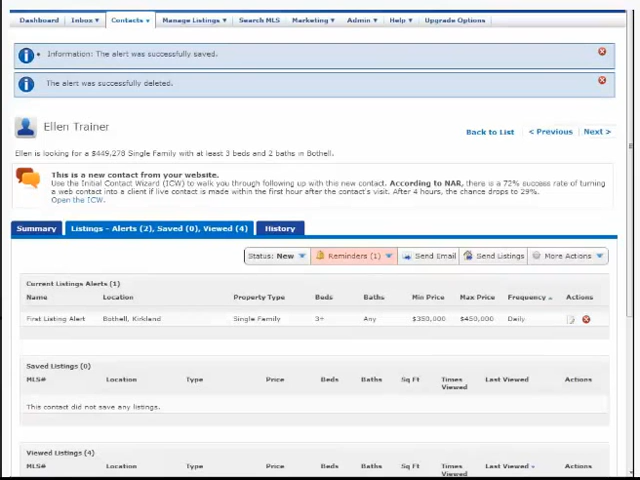 Dashboard Inbox Contacts Manage Listings Search MLS Marketing Admin Help Upgrade Options
Information: The alert was successfully saved.
The alert was successfully deleted.
Ellen Trainer
Back to List < Previous Next >
Ellen is looking for a $449,278 Single Family with at least 3 beds and 2 baths in Bothell.
This is a new contact from your website.
Use the Initial Contact Wizard (ICW) to walk you through following up with the new contact. According to NAR, there is a 72% success rate of turning
a web contact into a client if live contact is made within the first hour after the contact's visit. After 4 hours, the chance drops to 29%.
Open the ICW.
Summary Listings - Alerts (2), Saved (0), Viewed (4) History
Status: New Reminders (1) Send Email Send Listings More Actions
Current Listings Alerts (1)
Name Location Property Type Beds Baths Min Price Max Price Frequency Actions
First Listing Alert Bothell, Kirkland Single Family 3+ Any $350,000 $450,000 Daily
Saved Listings (0)
MLS# Location Type Price Beds Baths Sq Ft Times Viewed Last Viewed Actions
This contact did not save any listings.
Viewed Listings (4)
MLS# Location Type Price Beds Baths Sq Ft Times Viewed Last Viewed Actions